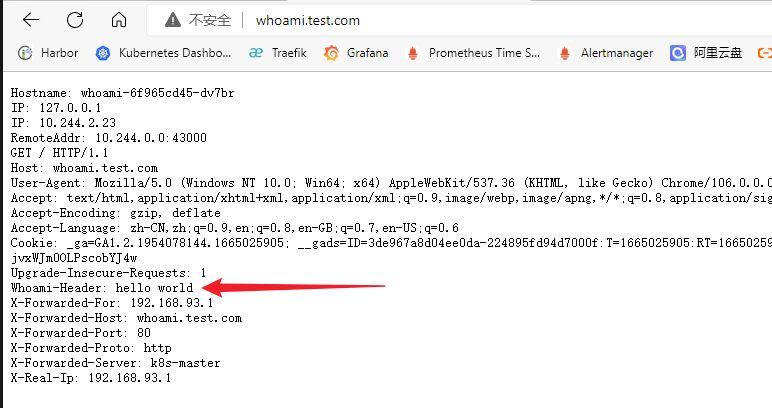 不安全 whoami.test.com
Harbor Kubernetes Dashbo... Traefik Grafana Prometheus Time S... Alertmanager 阿里云盘
Hostname: whoami-6f965cd45-dv7br
IP: 127.0.0.1
IP: 10.244.2.23
RemoteAddr: 10.244.0.0:43000
GET / HTTP/1.1
Host: whoami.test.com
User-Agent: Mozilla/5.0 (Windows NT 10.0; Win64; x64) AppleWebKit/537.36 (KHTML, like Gecko) Chrome/106.0.0.0
Accept: text/html,application/xhtml+xml,application/xml;q=0.9,image/webp,image/apng,*/*;q=0.8,application/sig
Accept-Encoding: gzip, deflate
Accept-Language: zh-CN,zh;q=0.9,en;q=0.8,en-GB;q=0.7,en-US;q=0.6
Cookie: _ga=GA1.2.1954078144.1665025905; __gads=ID=3de967a8d04ee0da-224895fd94d7000f:T=1665025905:RT=1665025905
jvxWJm0OLPscobYJ4w
Upgrade-Insecure-Requests: 1
Whoami-Header: hello world
X-Forwarded-For: 192.168.93.1
X-Forwarded-Host: whoami.test.com
X-Forwarded-Port: 80
X-Forwarded-Proto: http
X-Forwarded-Server: k8s-master
X-Real-Ip: 192.168.93.1